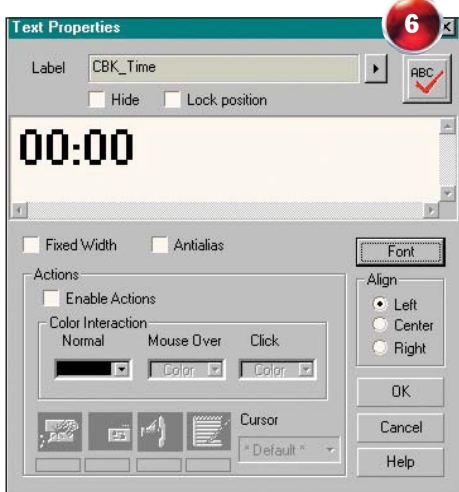 Text Properties
6
Label CBK_Time
ABC
Hide Lock position
00:00
Fixed Width Antialias
Font
Actions
Enable Actions
Align
Left
Center
Right
Color Interaction
Normal Mouse Over Click
Color Color
OK
Cursor
Cancel
* Default *
Help